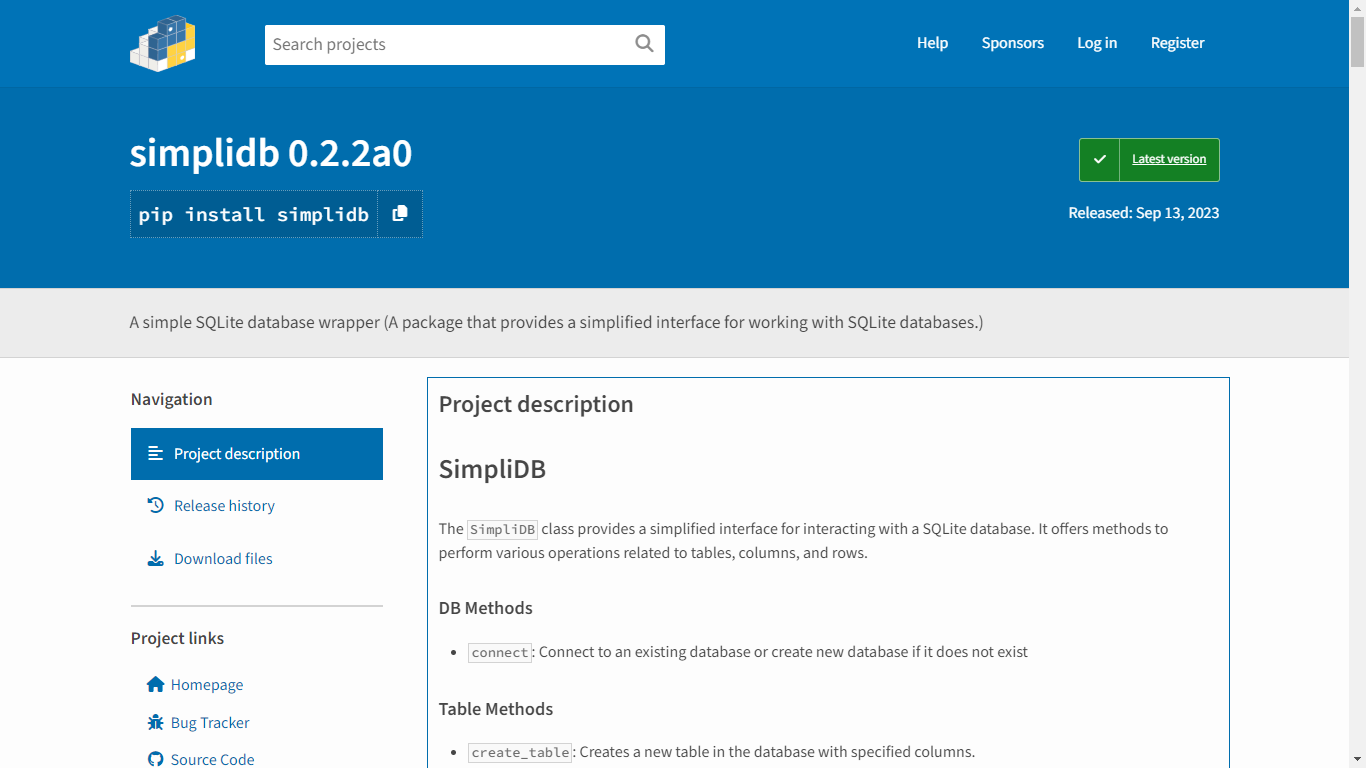 Search projects
Help
Sponsors
Log in
Register
simplidb 0.2.2a0
pip install simplidb
Latest version
Released: Sep 13, 2023
A simple SQLite database wrapper (A package that provides a simplified interface for working with SQLite databases.)
Navigation
Project description
Release history
Download files
Project links
Homepage
Bug Tracker
Source Code
Project description
SimpliDB
The SimpliDB class provides a simplified interface for interacting with a SQLite database. It offers methods to
perform various operations related to tables, columns, and rows.
DB Methods
connect: Connect to an existing database or create new database if it does not exist
Table Methods
create_table: Creates a new table in the database with specified columns.